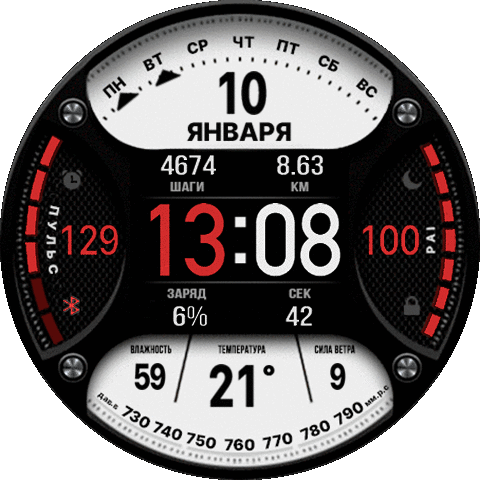 ПН ВТ СР ЧТ ПТ СБ ВС
10
ЯНВАРЯ
4674 8.63
ШАГИ КМ
ПУЛЬС 129 13:08 100 PAI
ЗАРЯД СЕК
6% 42
ВЛАЖНОСТЬ ТЕМПЕРАТУРА СИЛА ВЕТРА
59 21° 9
дав.в 730 740 750 760 770 780 790 мм.р.с